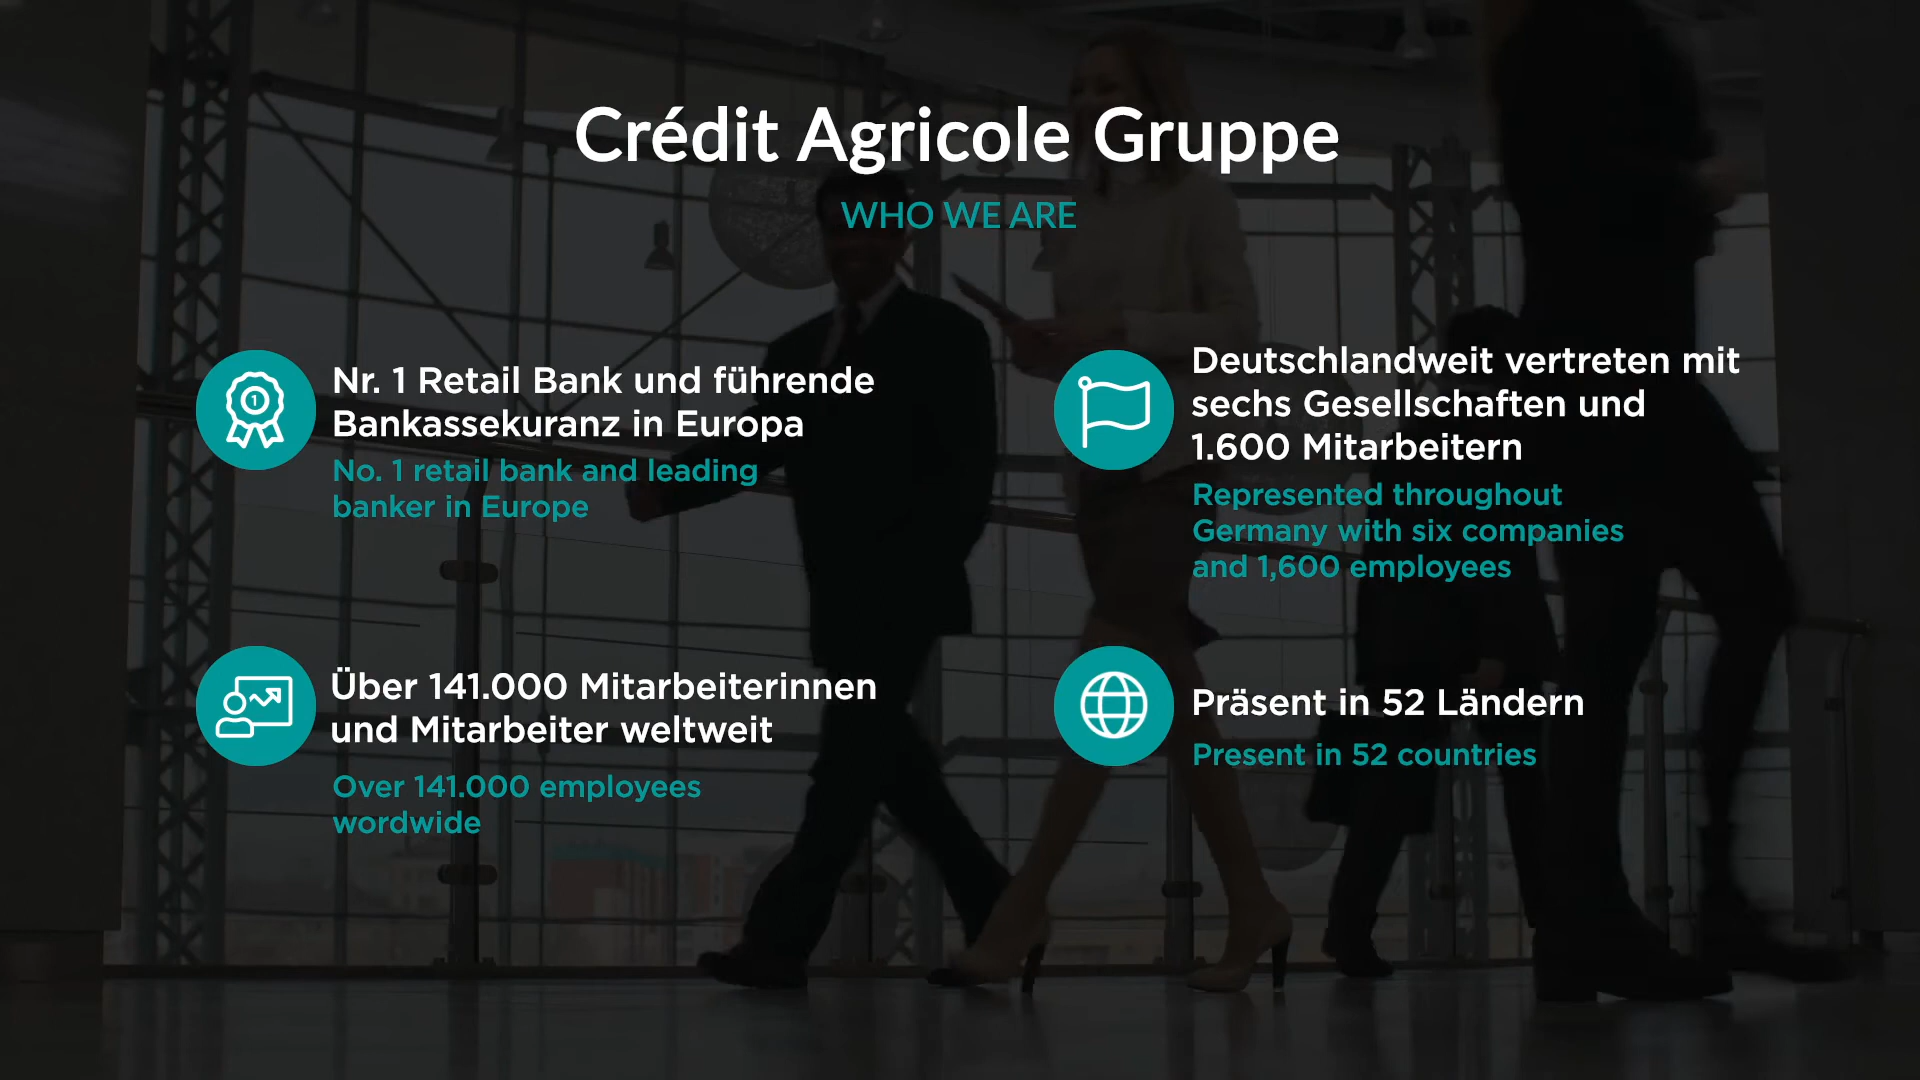 Crédit Agricole Gruppe
WHO WE ARE
1
Nr. 1 Retail Bank und führende
Bankassekuranz in Europa
No. 1 retail bank and leading
banker in Europe
Deutschlandweit vertreten mit
sechs Gesellschaften und
1.600 Mitarbeitern
Represented throughout
Germany with six companies
and 1,600 employees
Über 141.000 Mitarbeiterinnen
und Mitarbeiter weltweit
Over 141.000 employees
wordwide
Präsent in 52 Ländern
Present in 52 countries